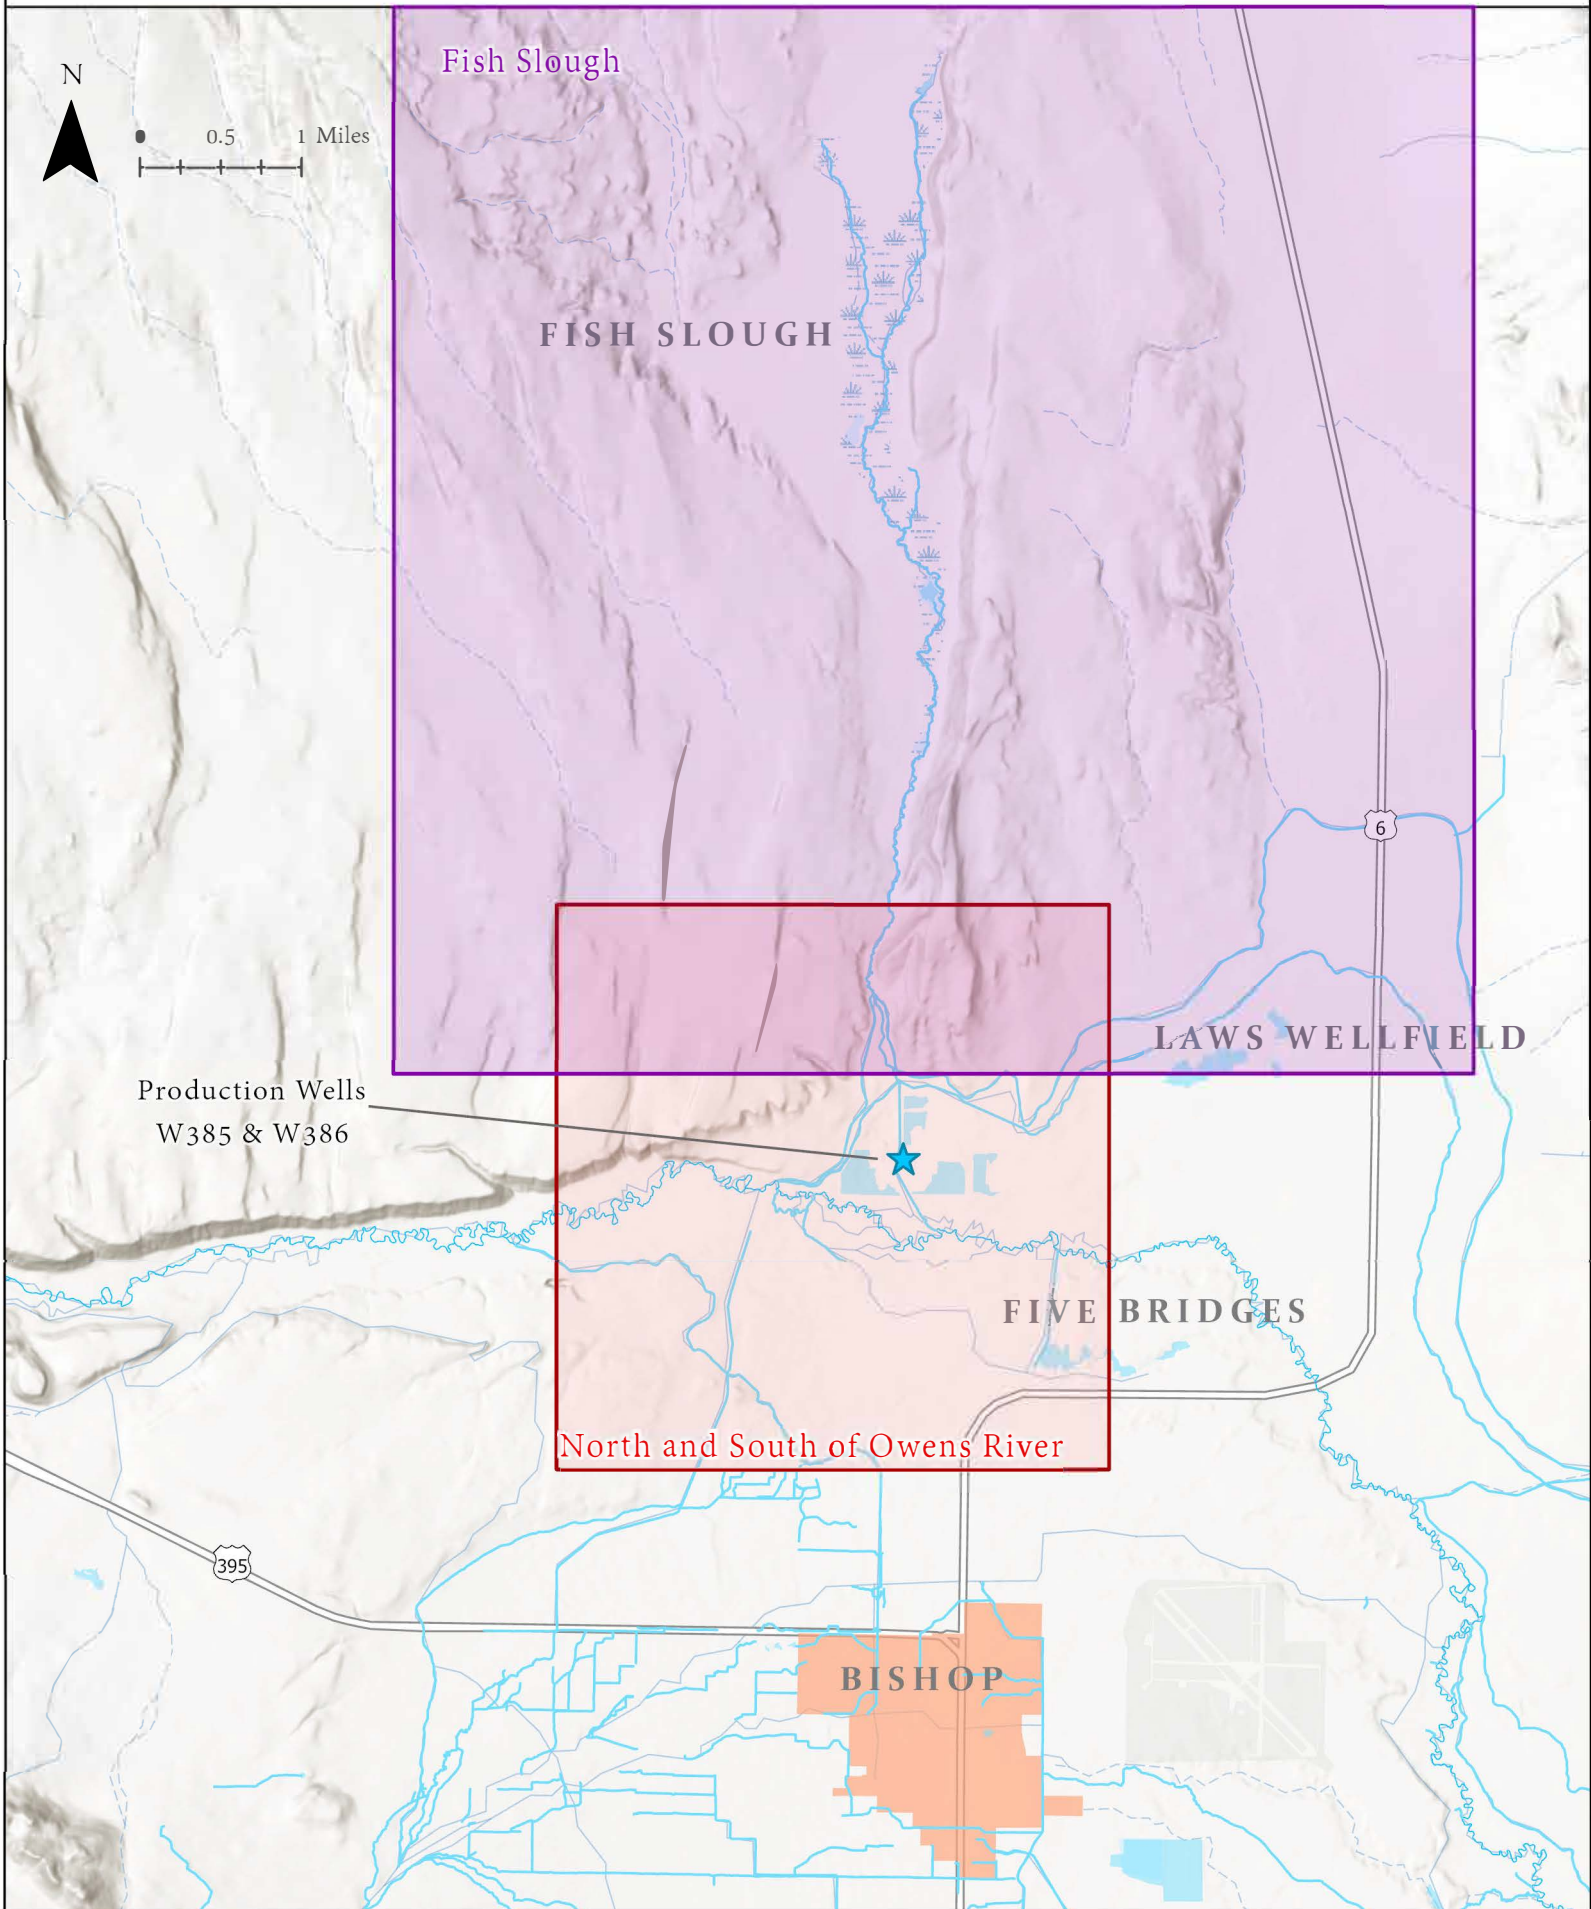 Fish Slough
N
0.5 1 Miles
FISH SLOUGH
6
LAWS WELLFIELD
Production Wells
W385 & W386
FIVE BRIDGES
North and South of Owens River
395
BISHOP